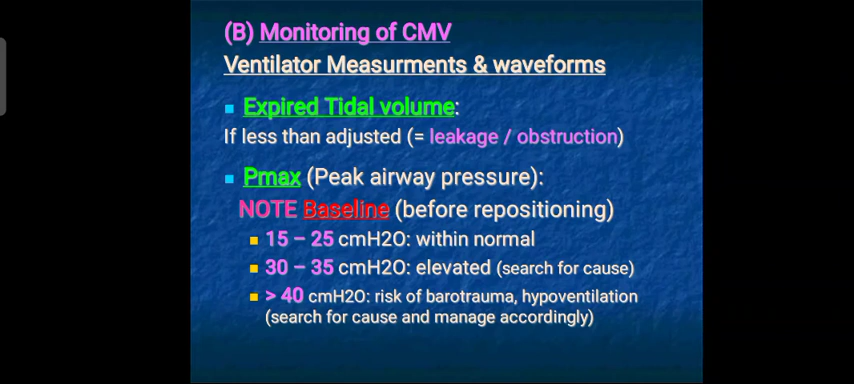 (B) Monitoring of CMV
Ventilator Measurments & waveforms
Expired Tidal volume:
If less than adjusted (= leakage / obstruction)
Pmax (Peak airway pressure):
NOTE Baseline (before repositioning)
15 – 25 cmH2O: within normal
30 – 35 cmH2O: elevated (search for cause)
> 40 cmH2O: risk of barotrauma, hypoventilation
(search for cause and manage accordingly)